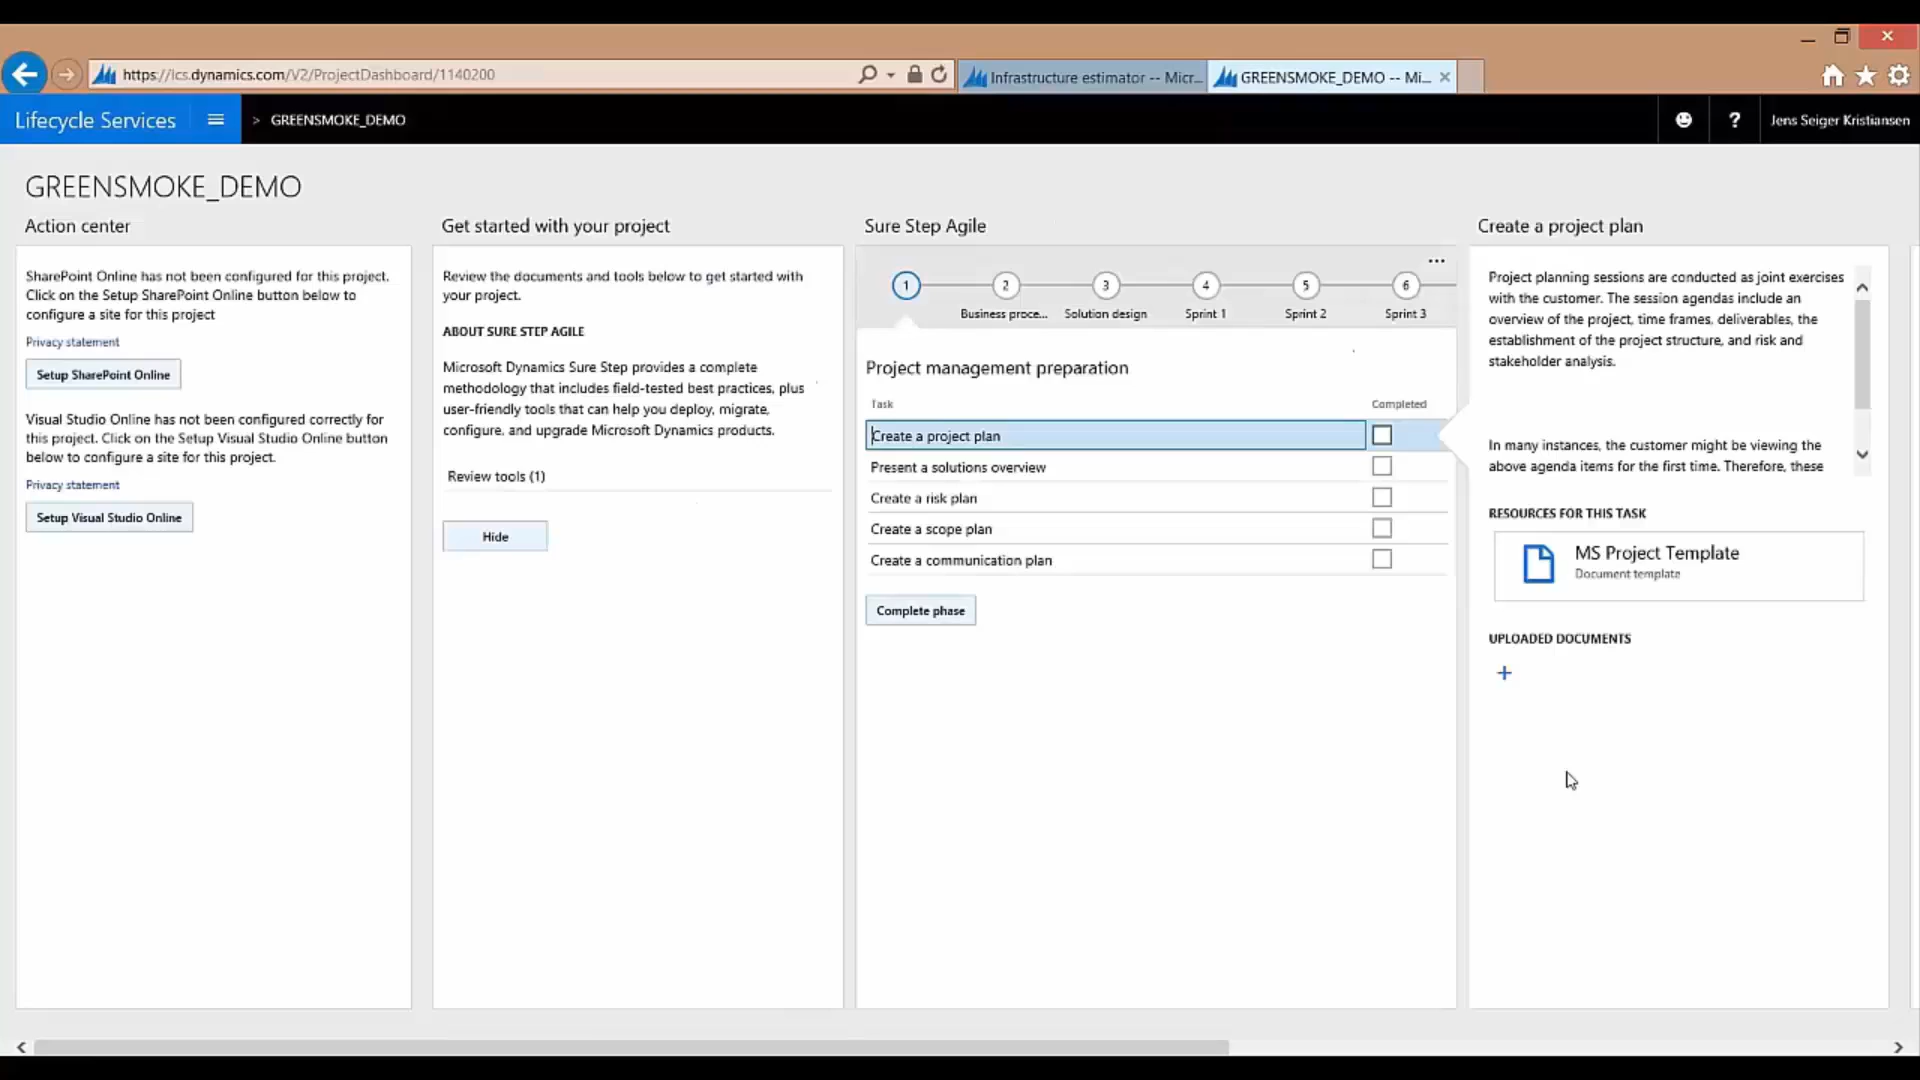 https://lcs.dynamics.com/V2/ProjectDashboard/1140200
Infrastructure estimator -- Micr...
GREENSMOKE_DEMO -- Mi...
Lifecycle Services
> GREENSMOKE_DEMO
?
Jens Seiger Kristiansen
GREENSMOKE_DEMO
Action center
SharePoint Online has not been configured for this project.
Click on the Setup SharePoint Online button below to
configure a site for this project
Privacy statement
Setup SharePoint Online
Visual Studio Online has not been configured correctly for
this project. Click on the Setup Visual Studio Online button
below to configure a site for this project.
Privacy statement
Setup Visual Studio Online
Get started with your project
Review the documents and tools below to get started with
your project.
ABOUT SURE STEP AGILE
Microsoft Dynamics Sure Step provides a complete
methodology that includes field-tested best practices, plus
user-friendly tools that can help you deploy, migrate,
configure, and upgrade Microsoft Dynamics products.
Review tools (1)
Hide
Sure Step Agile
...
1 2 3 4 5 6
Business proce... Solution design Sprint 1 Sprint 2 Sprint 3
Project management preparation
Task Completed
Create a project plan
Present a solutions overview
Create a risk plan
Create a scope plan
Create a communication plan
Complete phase
Create a project plan
Project planning sessions are conducted as joint exercises
with the customer. The session agendas include an
overview of the project, time frames, deliverables, the
establishment of the project structure, and risk and
stakeholder analysis.
In many instances, the customer might be viewing the
above agenda items for the first time. Therefore, these
RESOURCES FOR THIS TASK
MS Project Template
Document template
UPLOADED DOCUMENTS
+